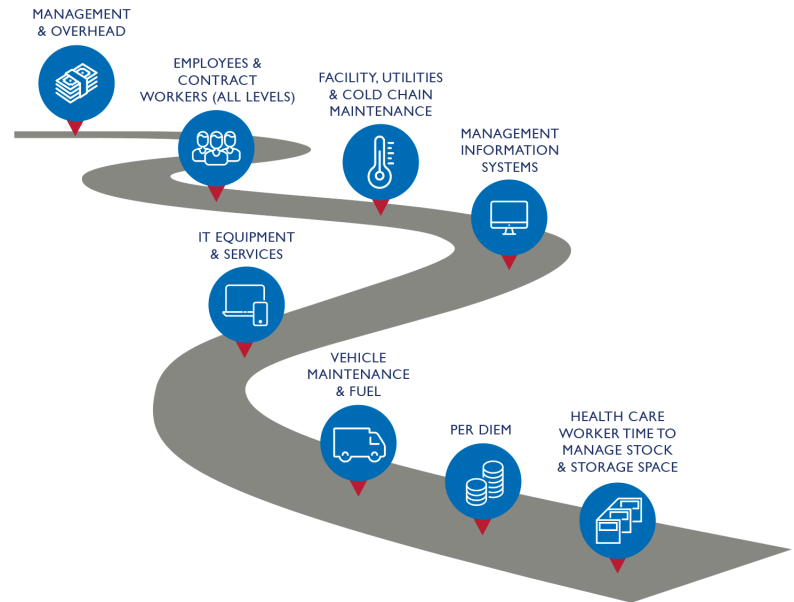 MANAGEMENT
& OVERHEAD
EMPLOYEES &
CONTRACT
WORKERS (ALL LEVELS)
FACILITY, UTILITIES
& COLD CHAIN
MAINTENANCE
MANAGEMENT
INFORMATION
SYSTEMS
IT EQUIPMENT
& SERVICES
VEHICLE
MAINTENANCE
& FUEL
PER DIEM
HEALTH CARE
WORKER TIME TO
MANAGE STOCK
& STORAGE SPACE